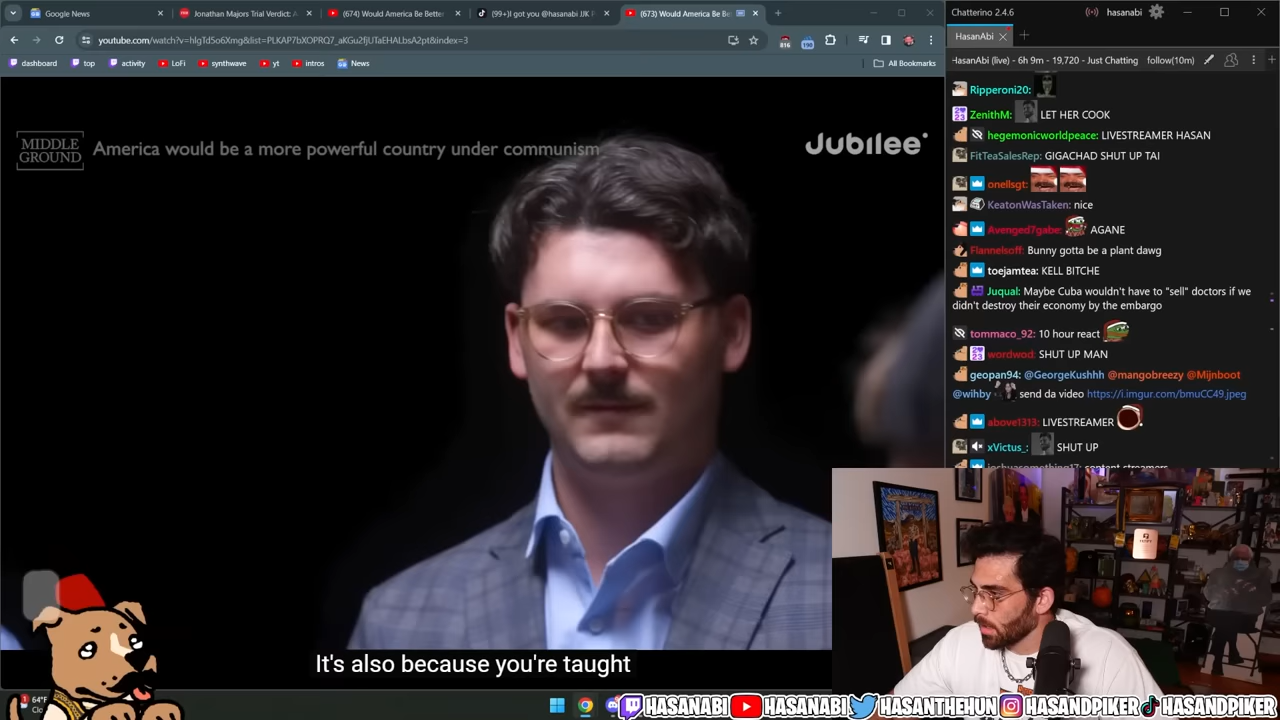 Google News
Jonathan Majors Trial Verdict: A
(674) Would America Be Better
(99+)I got you @hasanabi JJK P
(673) Would America Be Be
youtube.com/watch?v=hIgTdSo6Xmg&list=PLKAP7bXOPRQ7_aKGu2fjUTaEHALbsA2pt&index=3
816
198
dashboard
top
activity
LoFi
synthwave
yt
intros
News
All Bookmarks
MIDDLE
GROUND
America would be a more powerful country under communism
Jubilee
It's also because you're taught
Chatterino 2.4.6
hasanabi
HasanAbi
HasanAbi (live) - 6h 9m - 19,720 - Just Chatting
follow(10m)
Ripperoni20:
ZenithM: LET HER COOK
hegemonicworldpeace: LIVESTREAMER HASAN
FitTeaSalesRep: GIGACHAD SHUT UP TAI
onellsgt:
KeatonWasTaken: nice
Avenged7gabe: AGANE
Flannelsoff: Bunny gotta be a plant dawg
toejamtea: KELL BITCHE
Juqual: Maybe Cuba wouldn't have to "sell" doctors if we
didn't destroy their economy by the embargo
tommaco_92: 10 hour react
wordwod: SHUT UP MAN
geopan94: @GeorgeKushhh @mangobreezy @Mijnboot
@wihby send da video https://i.imgur.com/bmuCC49.jpeg
above1313: LIVESTREAMER
xVictus_: SHUT UP
64°F
HASANABI
HASANABI
HASANTHEHUN
HASANDPIKER
HASANDPIKER